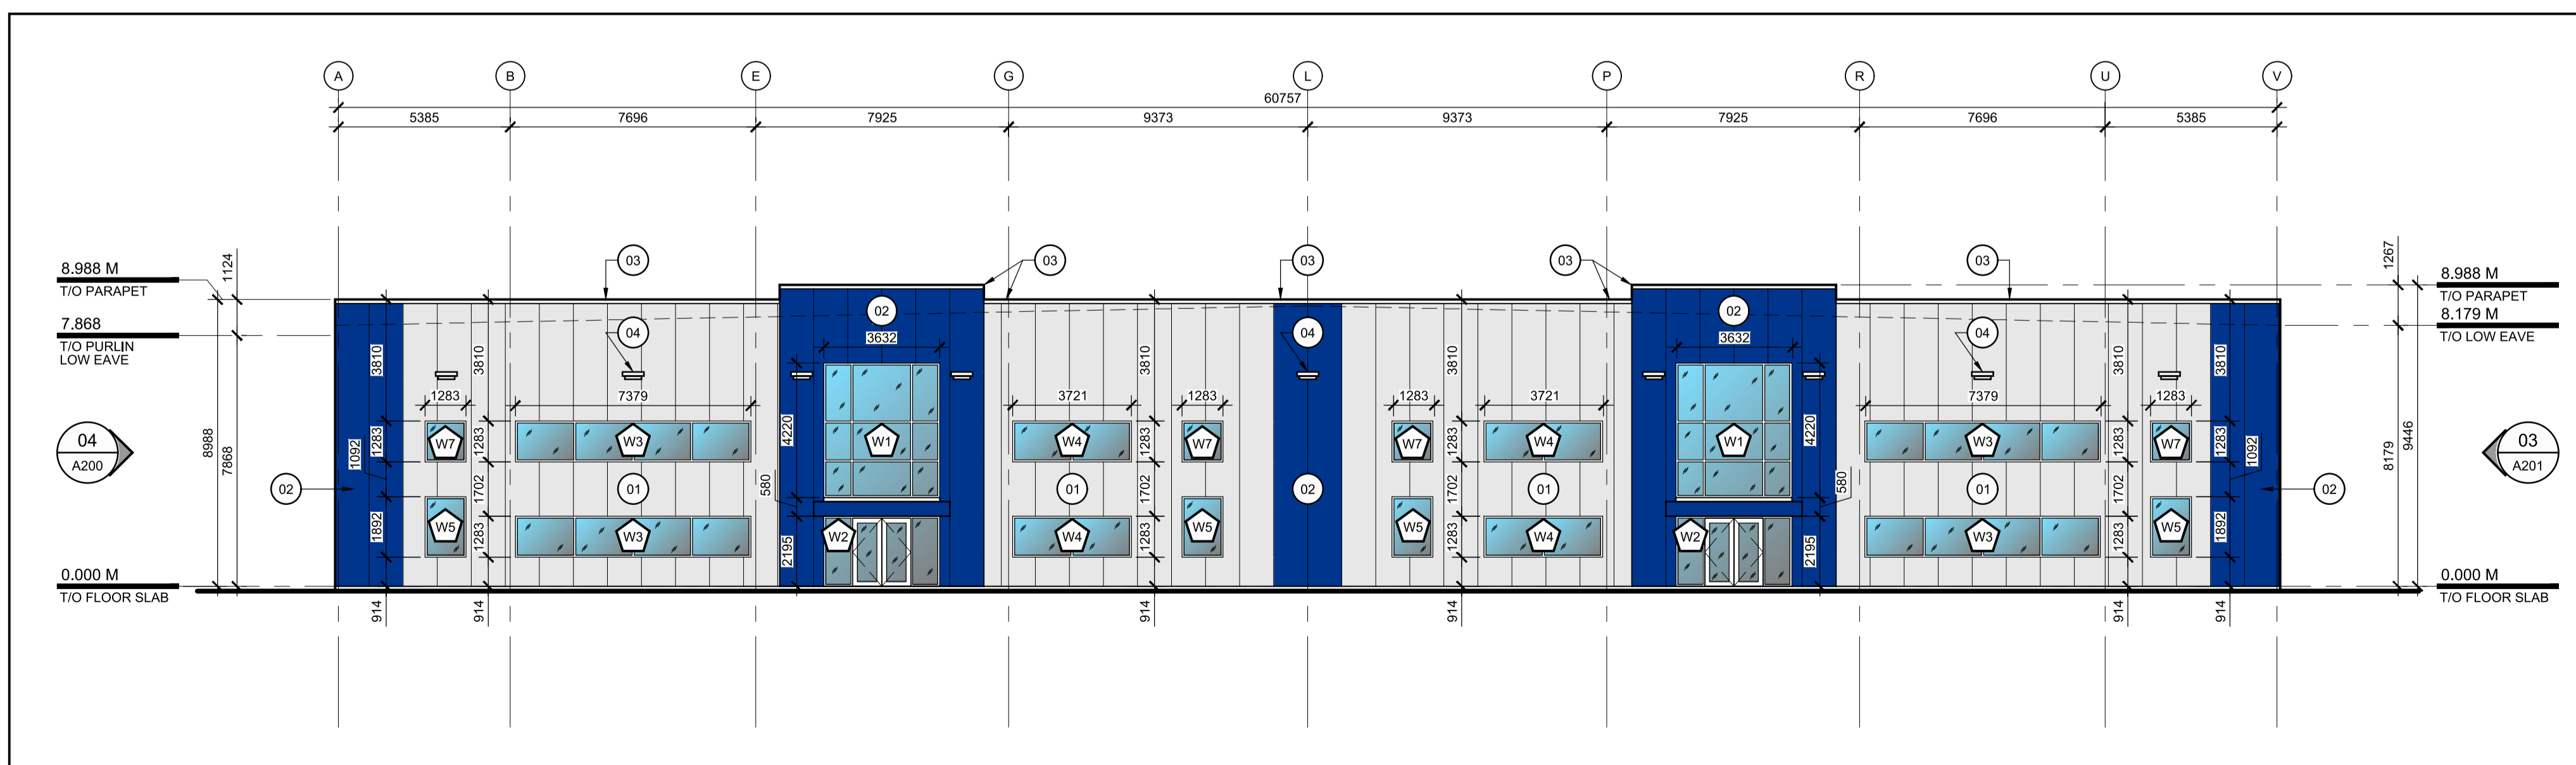 A B E G L P R U V
60757
5385 7696 7925 9373 9373 7925 7696 5385
03 03 03 03 03
8.988 M
T/O PARAPET
1124
1267
8.988 M
T/O PARAPET
7.868
T/O PURLIN
LOW EAVE
8.179 M
T/O LOW EAVE
02 02
04 04 04
3632 3632
3810 3810 3810 3810 3810 3810
1283 7379 3721 1283 1283 3721 7379 1283
04
A200
03
A201
8988 7868
8179 9446
1092 1283 1283 4220 1283 1283 4220 1283 1283 1092
W7 W3 W1 W4 W7 W7 W4 W1 W3 W7
02 01 01 02 01 01 02
1702 580 1702 1702 580 1702
W5 W3 W2 W4 W5 W5 W4 W2 W3 W5
1892 1283 2195 1283 1283 2195 1283 1892
0.000 M
T/O FLOOR SLAB
0.000 M
T/O FLOOR SLAB
914 914 914 914 914 914